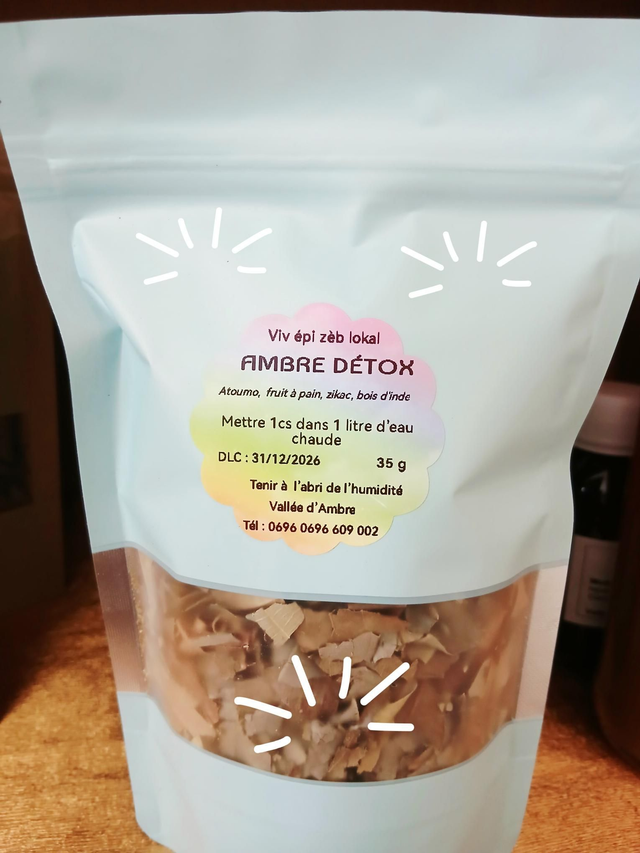 Viv épi zèb lokal
AMBRE DÉTOX
Atoumo, fruit à pain, zikac, bois d'inde
Mettre 1cs dans 1 litre d'eau
chaude
DLC : 31/12/2026 35 g
Tenir à l'abri de l'humidité
Vallée d'Ambre
Tél : 0696 0696 609 002